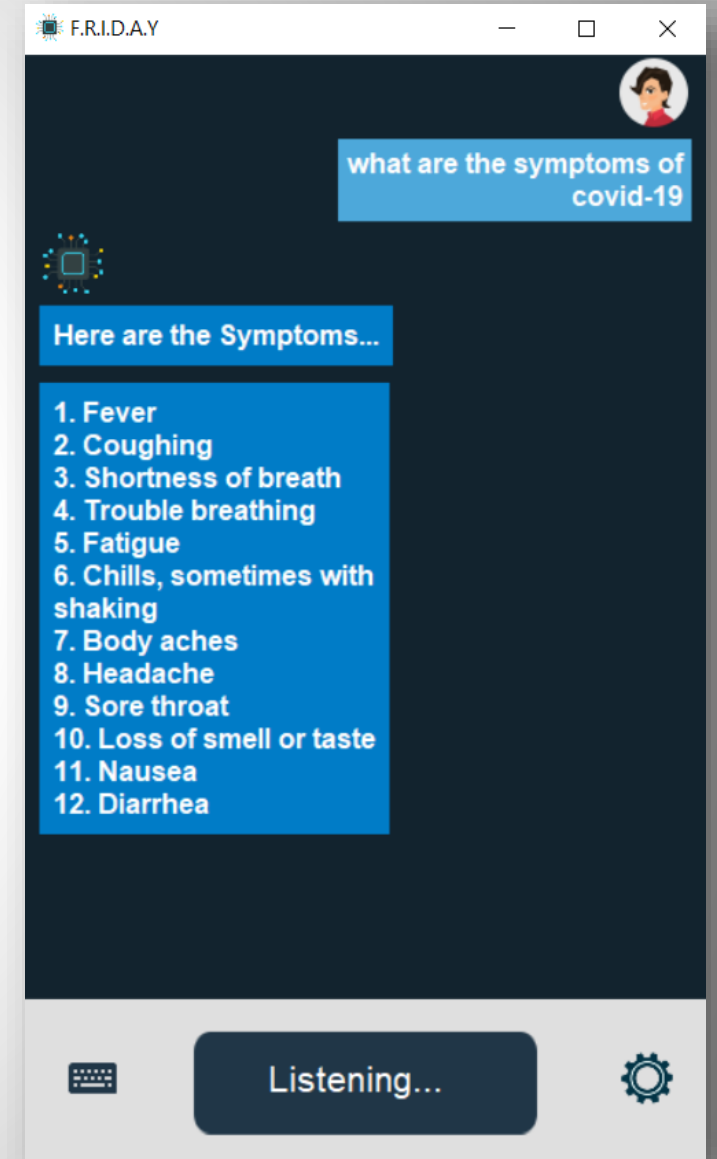 F.R.I.D.A.Y
what are the symptoms of
covid-19
Here are the Symptoms...
1. Fever
2. Coughing
3. Shortness of breath
4. Trouble breathing
5. Fatigue
6. Chills, sometimes with
shaking
7. Body aches
8. Headache
9. Sore throat
10. Loss of smell or taste
11. Nausea
12. Diarrhea
Listening...